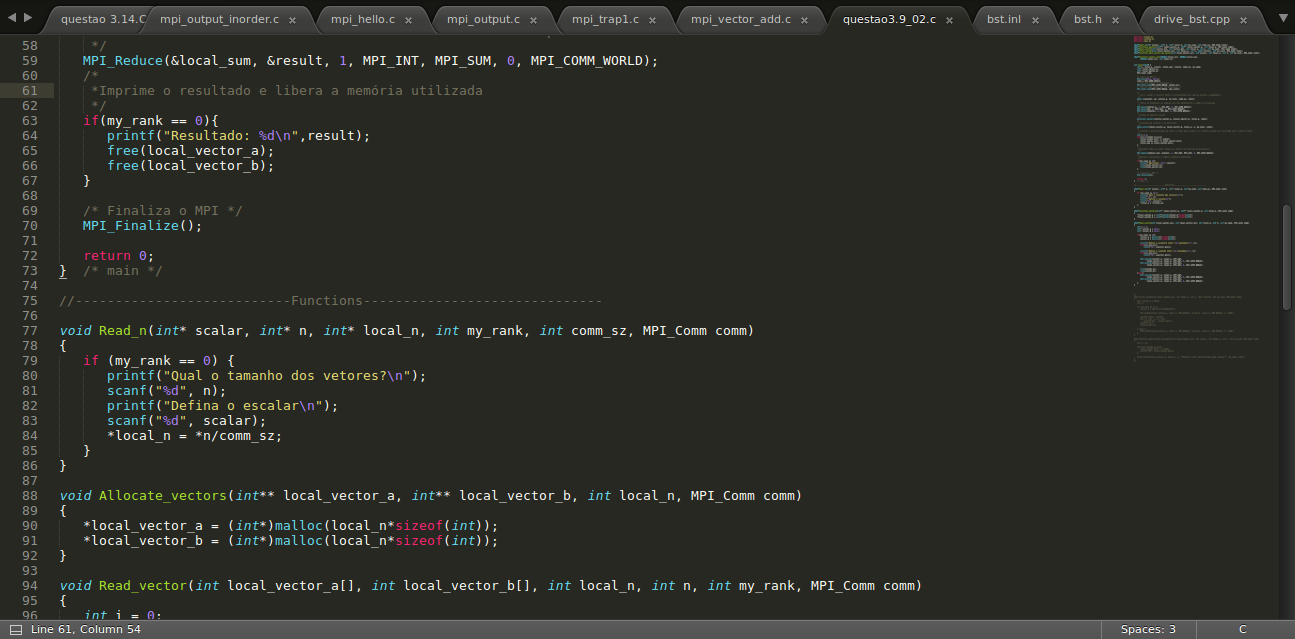 questao 3.14.C mpi_output_inorder.c × mpi_hello.c × mpi_output.c × mpi_trap1.c × mpi_vector_add.c × questao3.9_02.c × bst.inl × bst.h × drive_bst.cpp ×
58 */
59 MPI_Reduce(&local_sum, &result, 1, MPI_INT, MPI_SUM, 0, MPI_COMM_WORLD);
60 /*
61 *Imprime o resultado e libera a memória utilizada
62 */
63 if(my_rank == 0){
64 printf("Resultado: %d\n",result);
65 free(local_vector_a);
66 free(local_vector_b);
67 }
68
69 /* Finaliza o MPI */
70 MPI_Finalize();
71
72 return 0;
73 } /* main */
74
75 //---------------------------Functions------------------------------
76
77 void Read_n(int* scalar, int* n, int* local_n, int my_rank, int comm_sz, MPI_Comm comm)
78 {
79 if (my_rank == 0) {
80 printf("Qual o tamanho dos vetores?\n");
81 scanf("%d", n);
82 printf("Defina o escalar\n");
83 scanf("%d", scalar);
84 *local_n = *n/comm_sz;
85 }
86 }
87
88 void Allocate_vectors(int** local_vector_a, int** local_vector_b, int local_n, MPI_Comm comm)
89 {
90 *local_vector_a = (int*)malloc(local_n*sizeof(int));
91 *local_vector_b = (int*)malloc(local_n*sizeof(int));
92 }
93
94 void Read_vector(int local_vector_a[], int local_vector_b[], int local_n, int n, int my_rank, MPI_Comm comm)
95 {
96 int i = 0;
Line 61, Column 54 Spaces: 3 C